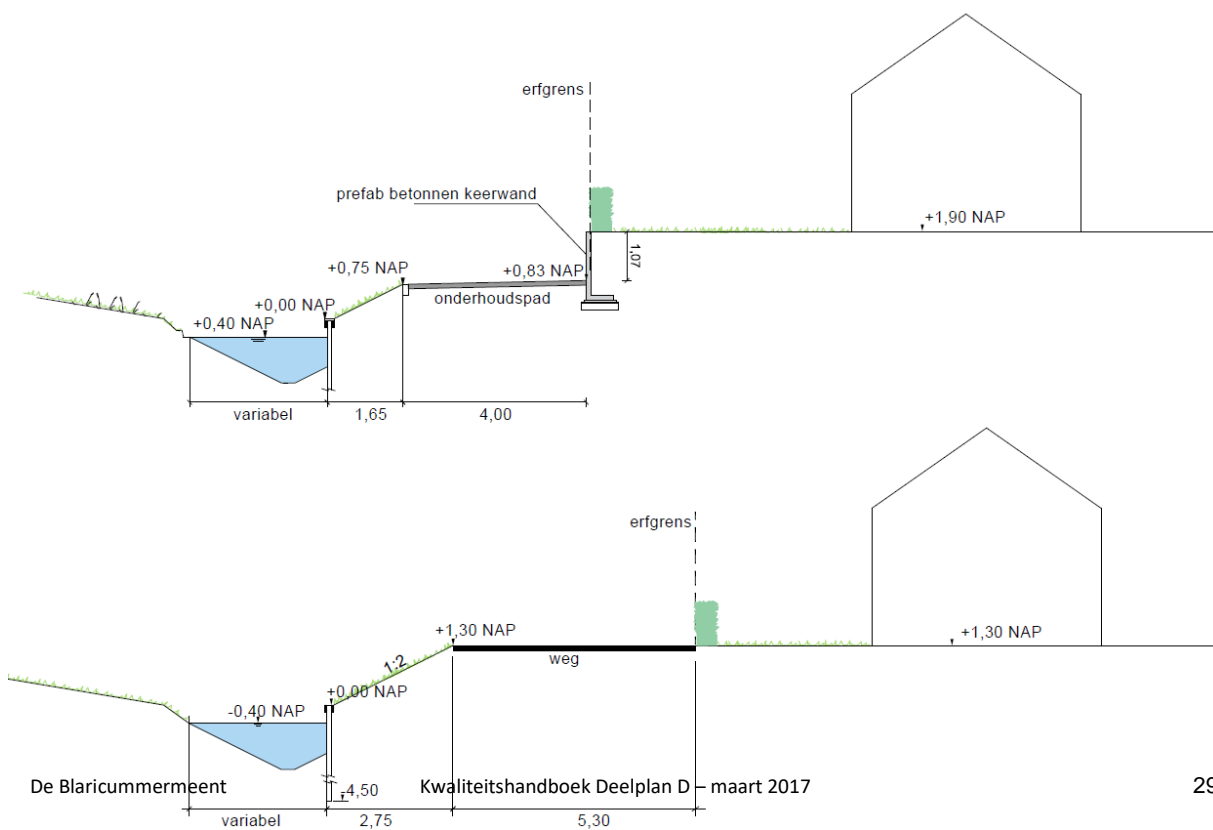 erfgrens
prefab betonnen keerwand
+1,90 NAP
1,07
+0,75 NAP
+0,83 NAP
onderhoudspad
+0,00 NAP
+0,40 NAP
variabel
1,65
4,00
erfgrens
+1,30 NAP
+1,30 NAP
weg
1:2
+0,00 NAP
-0,40 NAP
De Blaricummermeent
-4,50
Kwaliteitshandboek Deelplan D – maart 2017
29
variabel
2,75
5,30